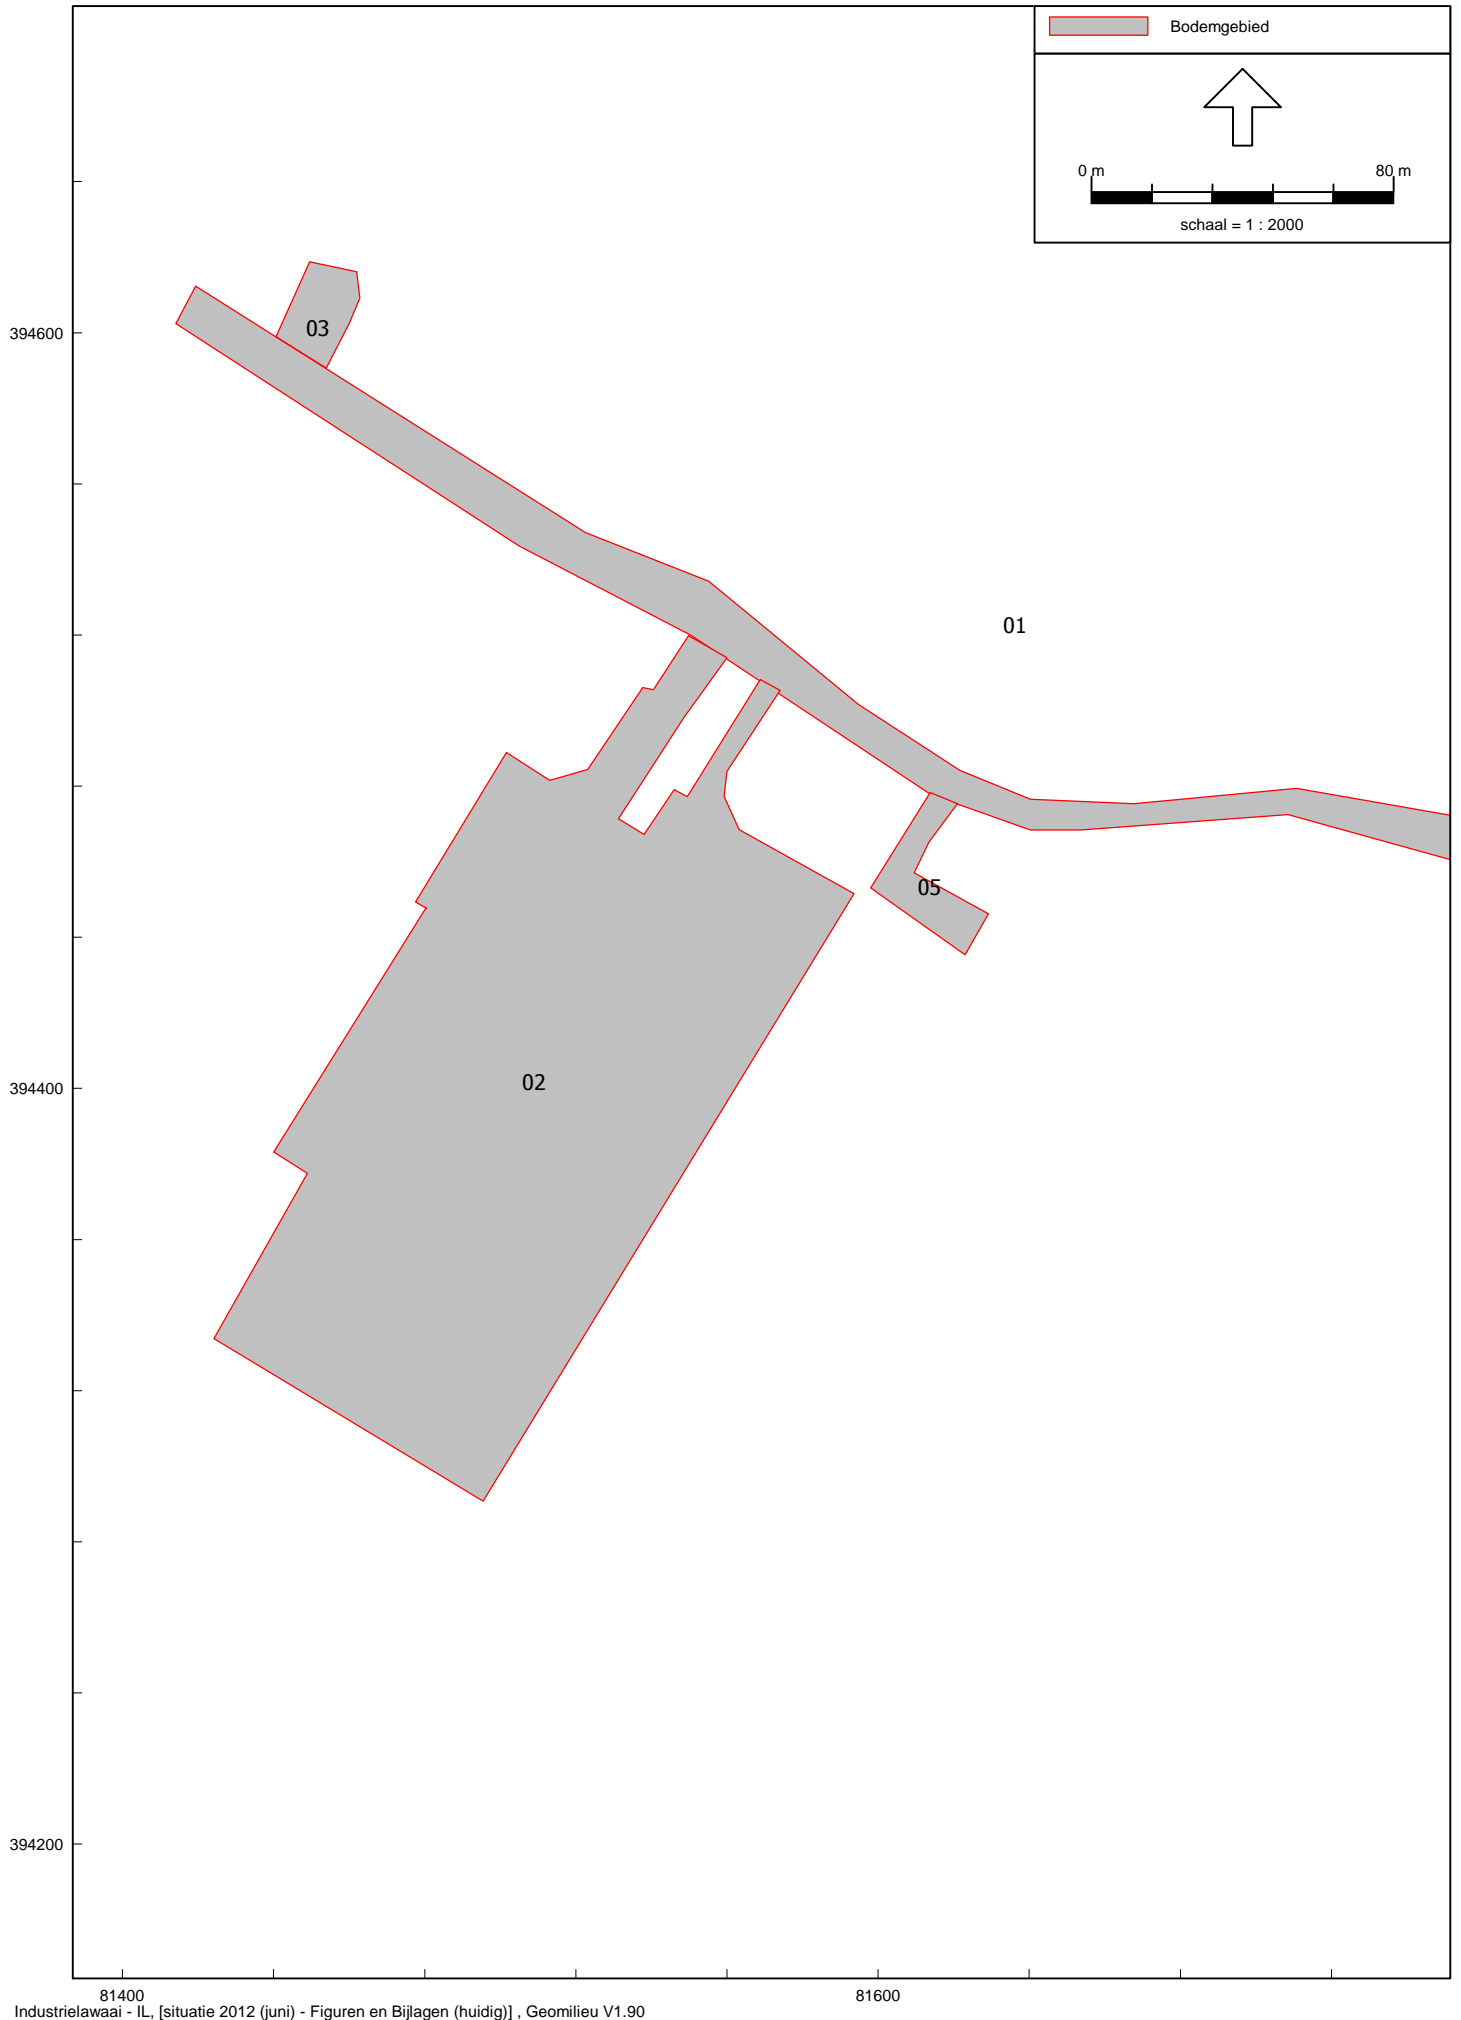 Bodemgebied
0 m 80 m
schaal = 1 : 2000
394600
03
01
05
02
394400
394200
81400 81600
Industrielawaai - IL, [situatie 2012 (juni) - Figuren en Bijlagen (huidig)] , Geomilieu V1.90